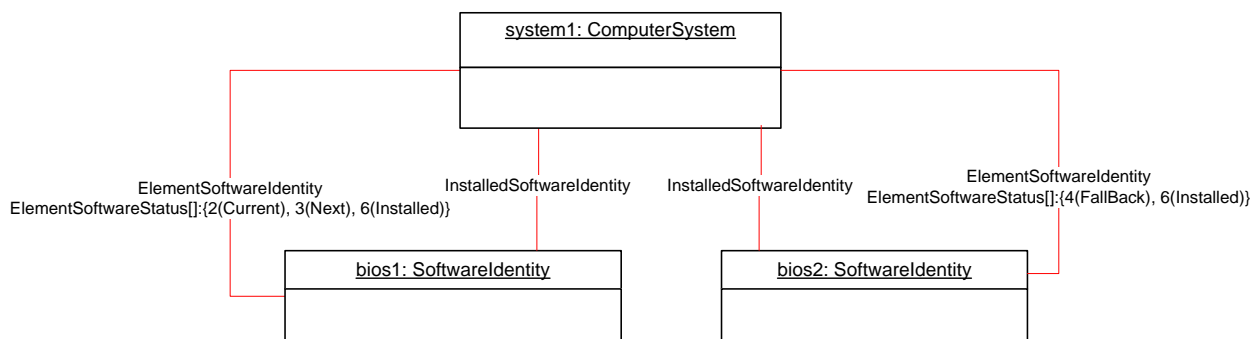 system1: ComputerSystem
ElementSoftwareIdentity
ElementSoftwareStatus[]:{2(Current), 3(Next), 6(Installed)}
InstalledSoftwareIdentity
InstalledSoftwareIdentity
ElementSoftwareIdentity
ElementSoftwareStatus[]:{4(FallBack), 6(Installed)}
bios1: SoftwareIdentity
bios2: SoftwareIdentity